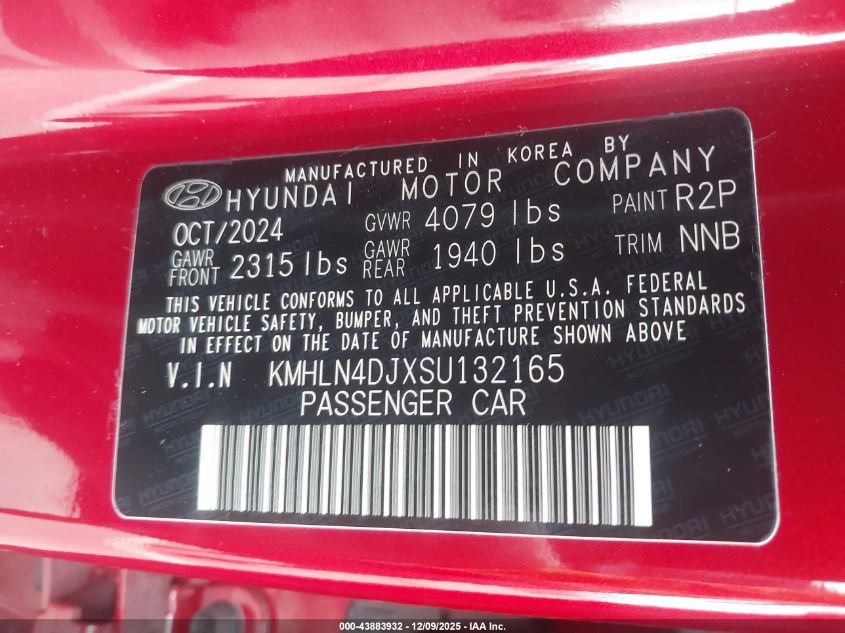 MANUFACTURED IN KOREA BY
HYUNDAI MOTOR COMPANY
OCT/2024 GVWR 4079 lbs PAINT R2P
GAWR FRONT 2315 lbs GAWR REAR 1940 lbs TRIM NNB
THIS VEHICLE CONFORMS TO ALL APPLICABLE U.S.A. FEDERAL
MOTOR VEHICLE SAFETY, BUMPER, AND THEFT PREVENTION STANDARDS
IN EFFECT ON THE DATE OF MANUFACTURE SHOWN ABOVE
V.I.N KMHLN4DJXSU132165
PASSENGER CAR
000-43883932 - 12/09/2025 - IAA Inc.